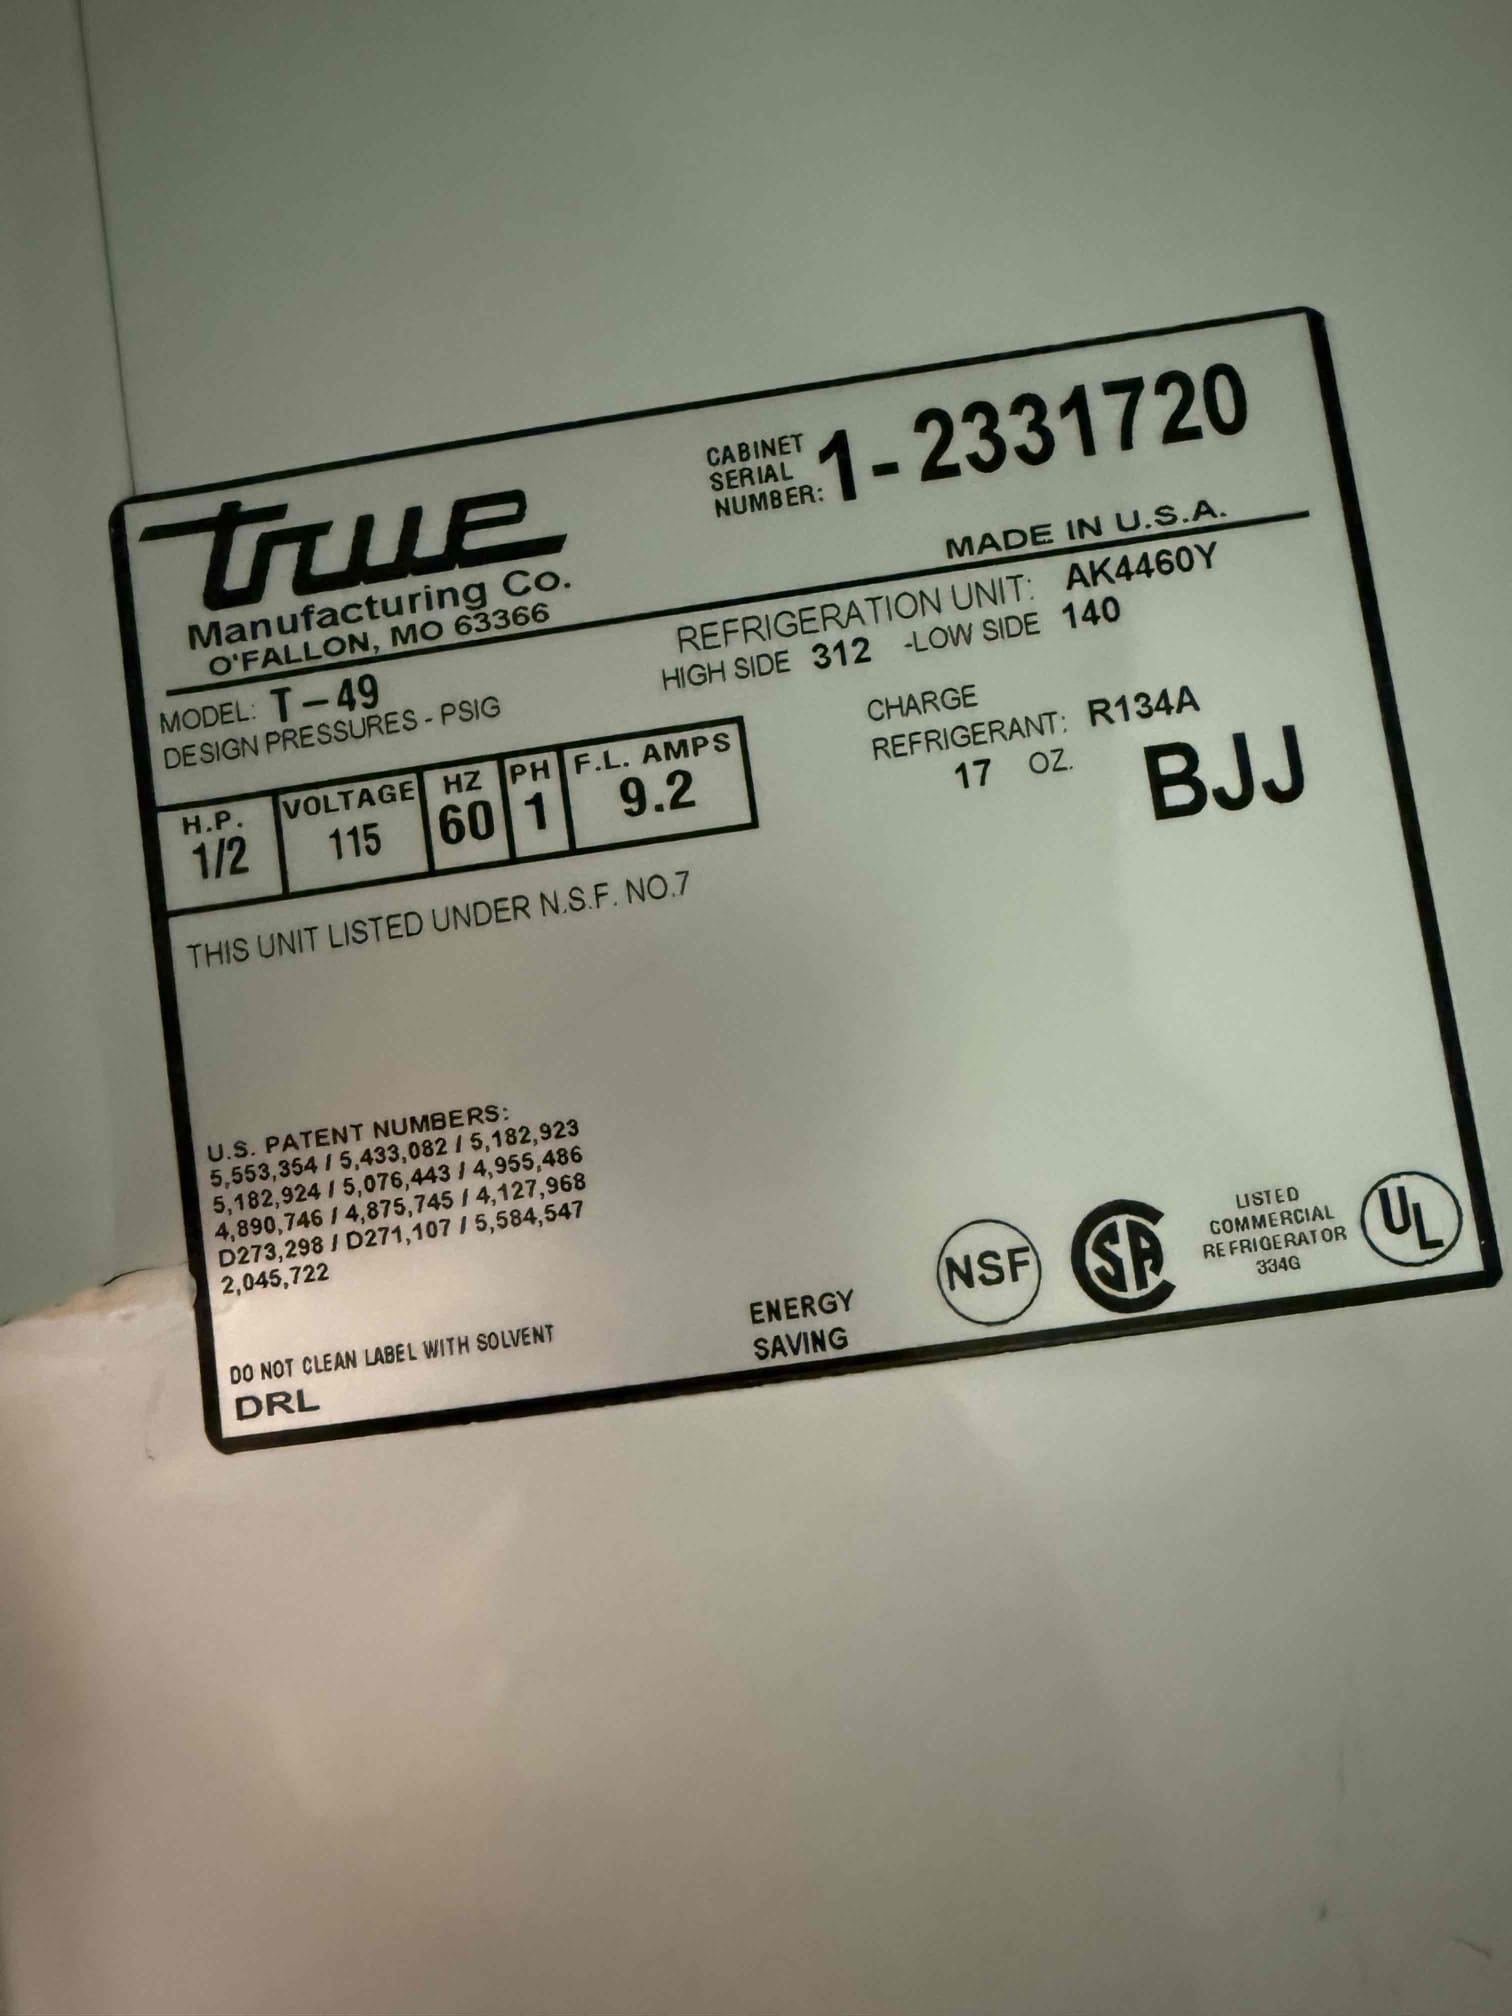 true
Manufacturing Co.
O'FALLON, MO 63366
CABINET
SERIAL
NUMBER: 1-2331720
MADE IN U.S.A.
MODEL: T-49
REFRIGERATION UNIT: AK4460Y
DESIGN PRESSURES - PSIG
HIGH SIDE 312 -LOW SIDE 140
H.P. VOLTAGE HZ PH F.L. AMPS
1/2 115 60 1 9.2
CHARGE
REFRIGERANT: R134A
17 OZ.
BJJ
THIS UNIT LISTED UNDER N.S.F. NO.7
U.S. PATENT NUMBERS:
5,553,354 / 5,433,082 / 5,182,923
5,182,924 / 5,076,443 / 4,955,486
4,890,746 / 4,875,745 / 4,127,968
D273,298 / D271,107 / 5,584,547
2,045,722
DO NOT CLEAN LABEL WITH SOLVENT
DRL
ENERGY
SAVING
NSF
SA
LISTED
COMMERCIAL
REFRIGERATOR
334G
UL